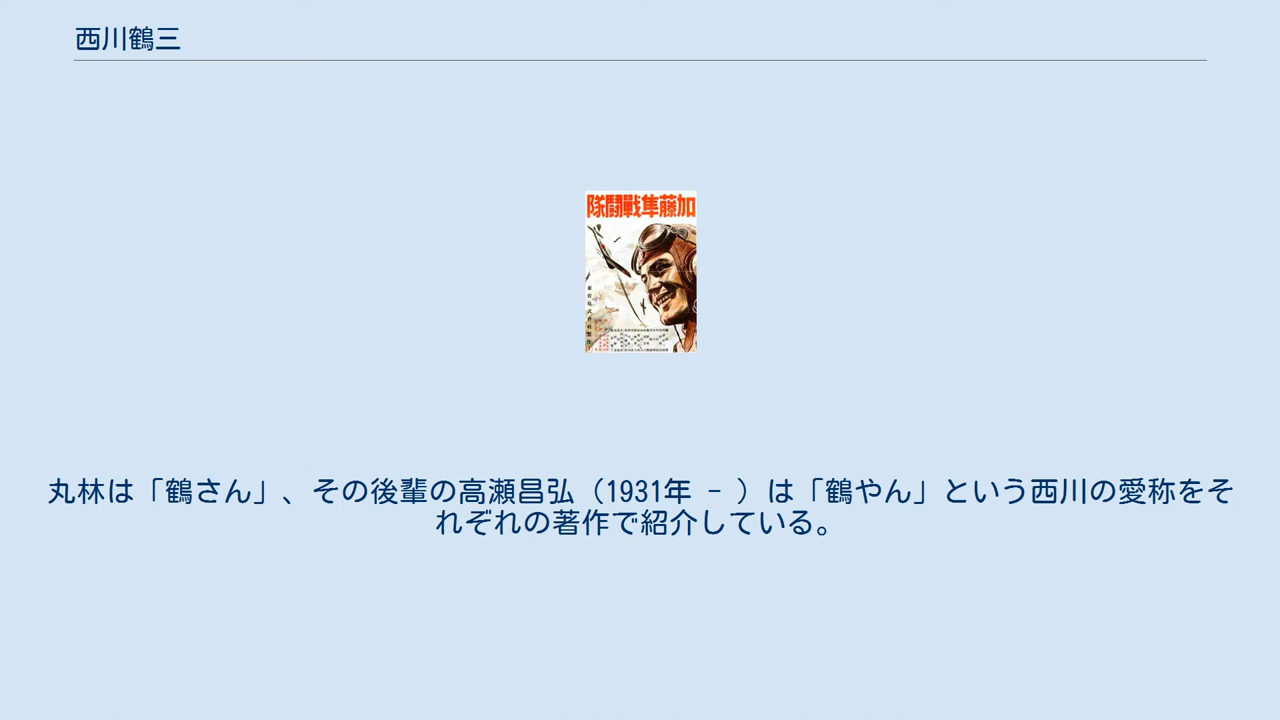 西川鶴三
加藤隼戰鬪隊
丸林は「鶴さん」、その後輩の高瀬昌弘（1931年 - ）は「鶴やん」という西川の愛称をそ
れぞれの著作で紹介している。